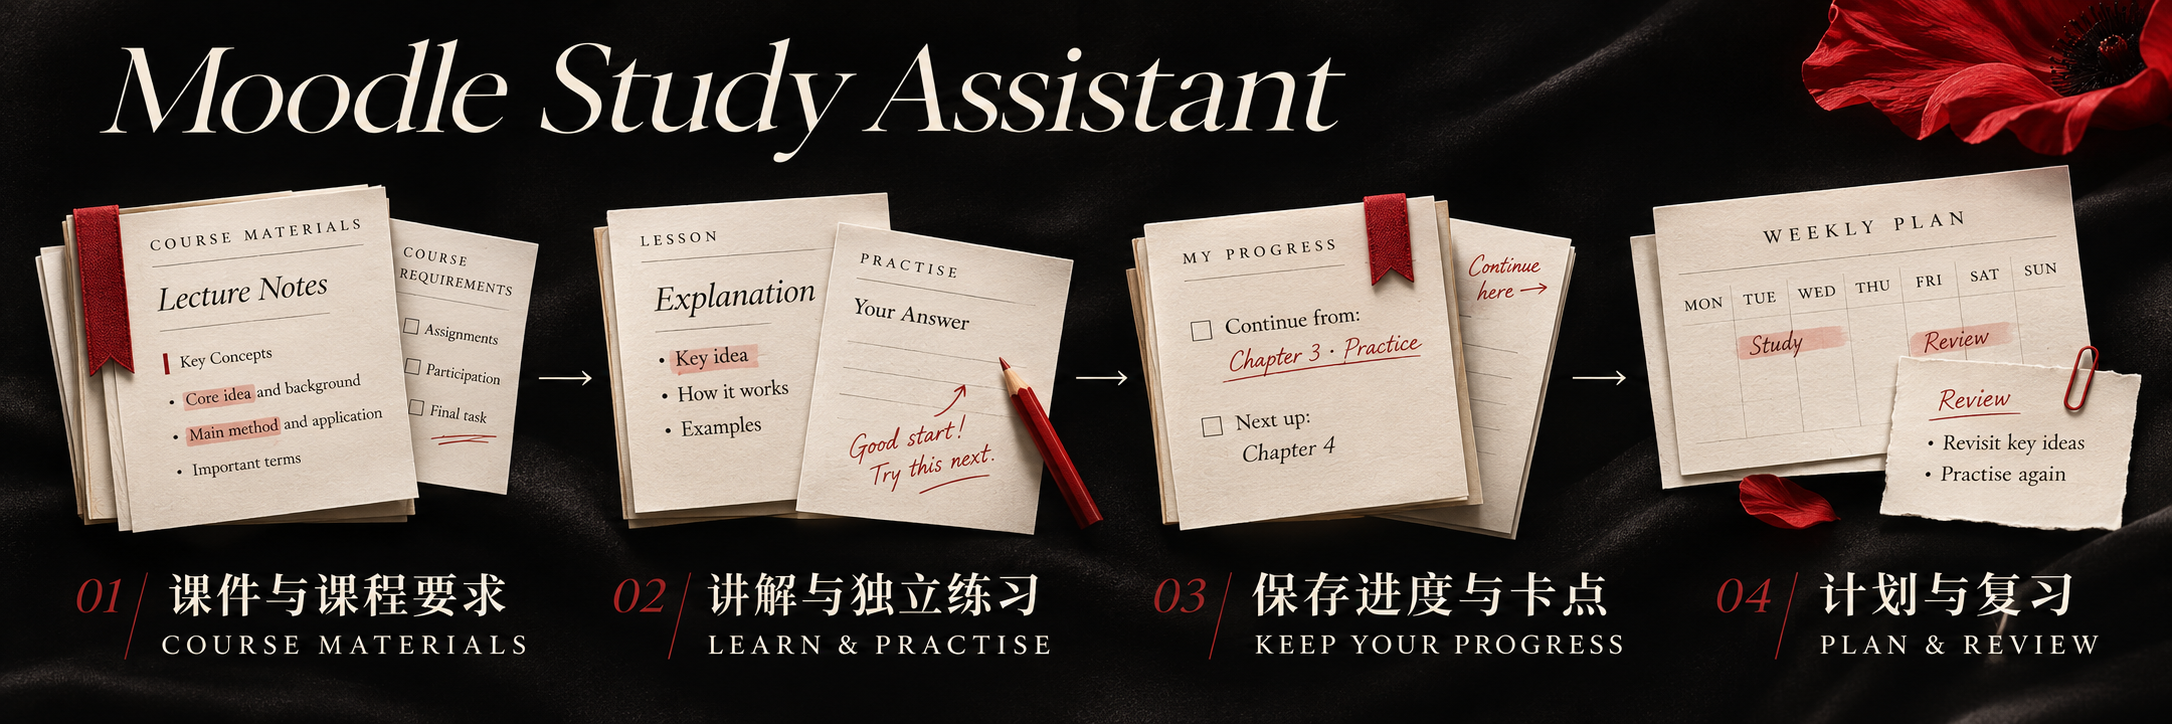 Moodle Study Assistant
COURSE MATERIALS
Lecture Notes
Key Concepts
• Core idea and background
• Main method and application
• Important terms
COURSE
REQUIREMENTS
Assignments
Participation
Final task
LESSON
Explanation
• Key idea
• How it works
• Examples
PRACTISE
Your Answer
Good start!
Try this next.
MY PROGRESS
Continue from:
Chapter 3 · Practice
Next up:
Chapter 4
Continue
here →
WEEKLY PLAN
MON TUE WED THU FRI SAT SUN
Study Review
Review
• Revisit key ideas
• Practise again
01 / 课件与课程要求
COURSE MATERIALS
02 / 讲解与独立练习
LEARN & PRACTISE
03 / 保存进度与卡点
KEEP YOUR PROGRESS
04 / 计划与复习
PLAN & REVIEW